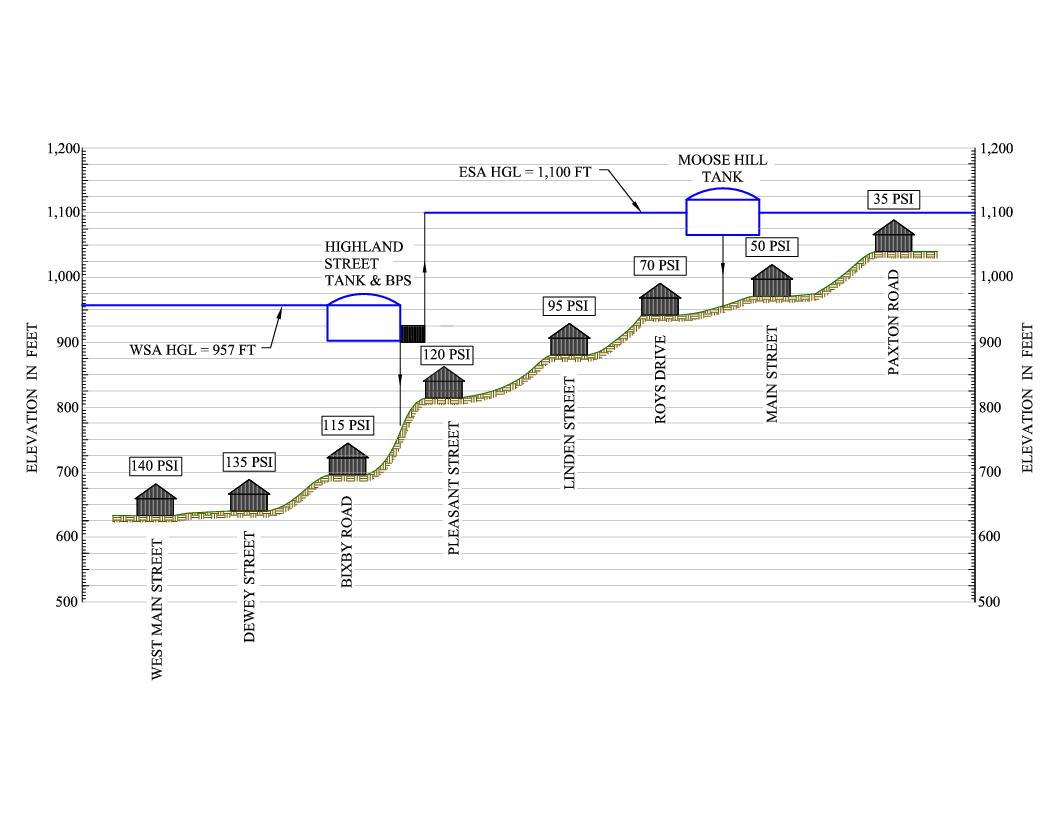 1,200
1,200
MOOSE HILL
TANK
ESA HGL = 1,100 FT
35 PSI
1,100
1,100
HIGHLAND
STREET
TANK & BPS
50 PSI
70 PSI
1,000
1,000
95 PSI
PAXTON ROAD
WSA HGL = 957 FT
900
900
120 PSI
ROYS DRIVE
MAIN STREET
ELEVATION IN FEET
ELEVATION IN FEET
800
800
115 PSI
LINDEN STREET
PLEASANT STREET
140 PSI
135 PSI
700
700
BIXBY ROAD
600
600
WEST MAIN STREET
DEWEY STREET
500
500